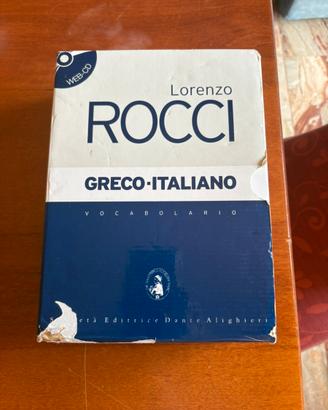 WEB-CD
Lorenzo
ROCCI
GRECO-ITALIANO
VOCABOLARIO
Editrice Dante Alighieri